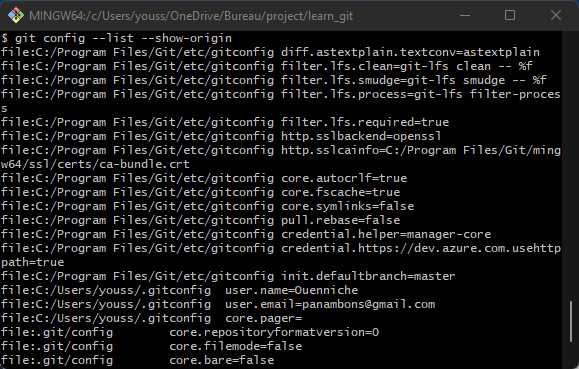 MINGW64:/c/Users/youss/OneDrive/Bureau/project/learn_git
$ git config --list --show-origin
file:C:/Program Files/Git/etc/gitconfig diff.astextplain.textconv=astextplain
file:C:/Program Files/Git/etc/gitconfig filter.lfs.clean=git-lfs clean -- %f
file:C:/Program Files/Git/etc/gitconfig filter.lfs.smudge=git-lfs smudge -- %f
file:C:/Program Files/Git/etc/gitconfig filter.lfs.process=git-lfs filter-proces
s
file:C:/Program Files/Git/etc/gitconfig filter.lfs.required=true
file:C:/Program Files/Git/etc/gitconfig http.sslbackend=openssl
file:C:/Program Files/Git/etc/gitconfig http.sslcainfo=C:/Program Files/Git/ming
w64/ssl/certs/ca-bundle.crt
file:C:/Program Files/Git/etc/gitconfig core.autocrlf=true
file:C:/Program Files/Git/etc/gitconfig core.fscache=true
file:C:/Program Files/Git/etc/gitconfig core.symlinks=false
file:C:/Program Files/Git/etc/gitconfig pull.rebase=false
file:C:/Program Files/Git/etc/gitconfig credential.helper=manager-core
file:C:/Program Files/Git/etc/gitconfig credential.https://dev.azure.com.usehttp
path=true
file:C:/Program Files/Git/etc/gitconfig init.defaultbranch=master
file:C:/Users/youss/.gitconfig  user.name=Ouenniche
file:C:/Users/youss/.gitconfig  user.email=panambons@gmail.com
file:C:/Users/youss/.gitconfig  core.pager=
file:.git/config        core.repositoryformatversion=0
file:.git/config        core.filemode=false
file:.git/config        core.bare=false